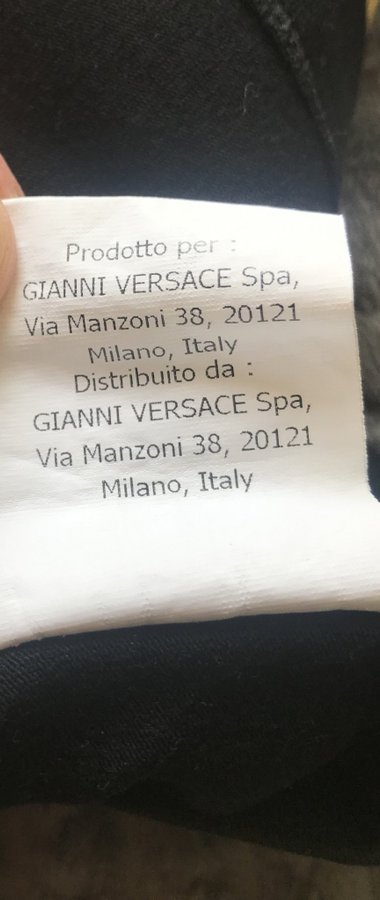 Prodotto per :
GIANNI VERSACE Spa,
Via Manzoni 38, 20121
Milano, Italy
Distribuito da :
GIANNI VERSACE Spa,
Via Manzoni 38, 20121
Milano, Italy